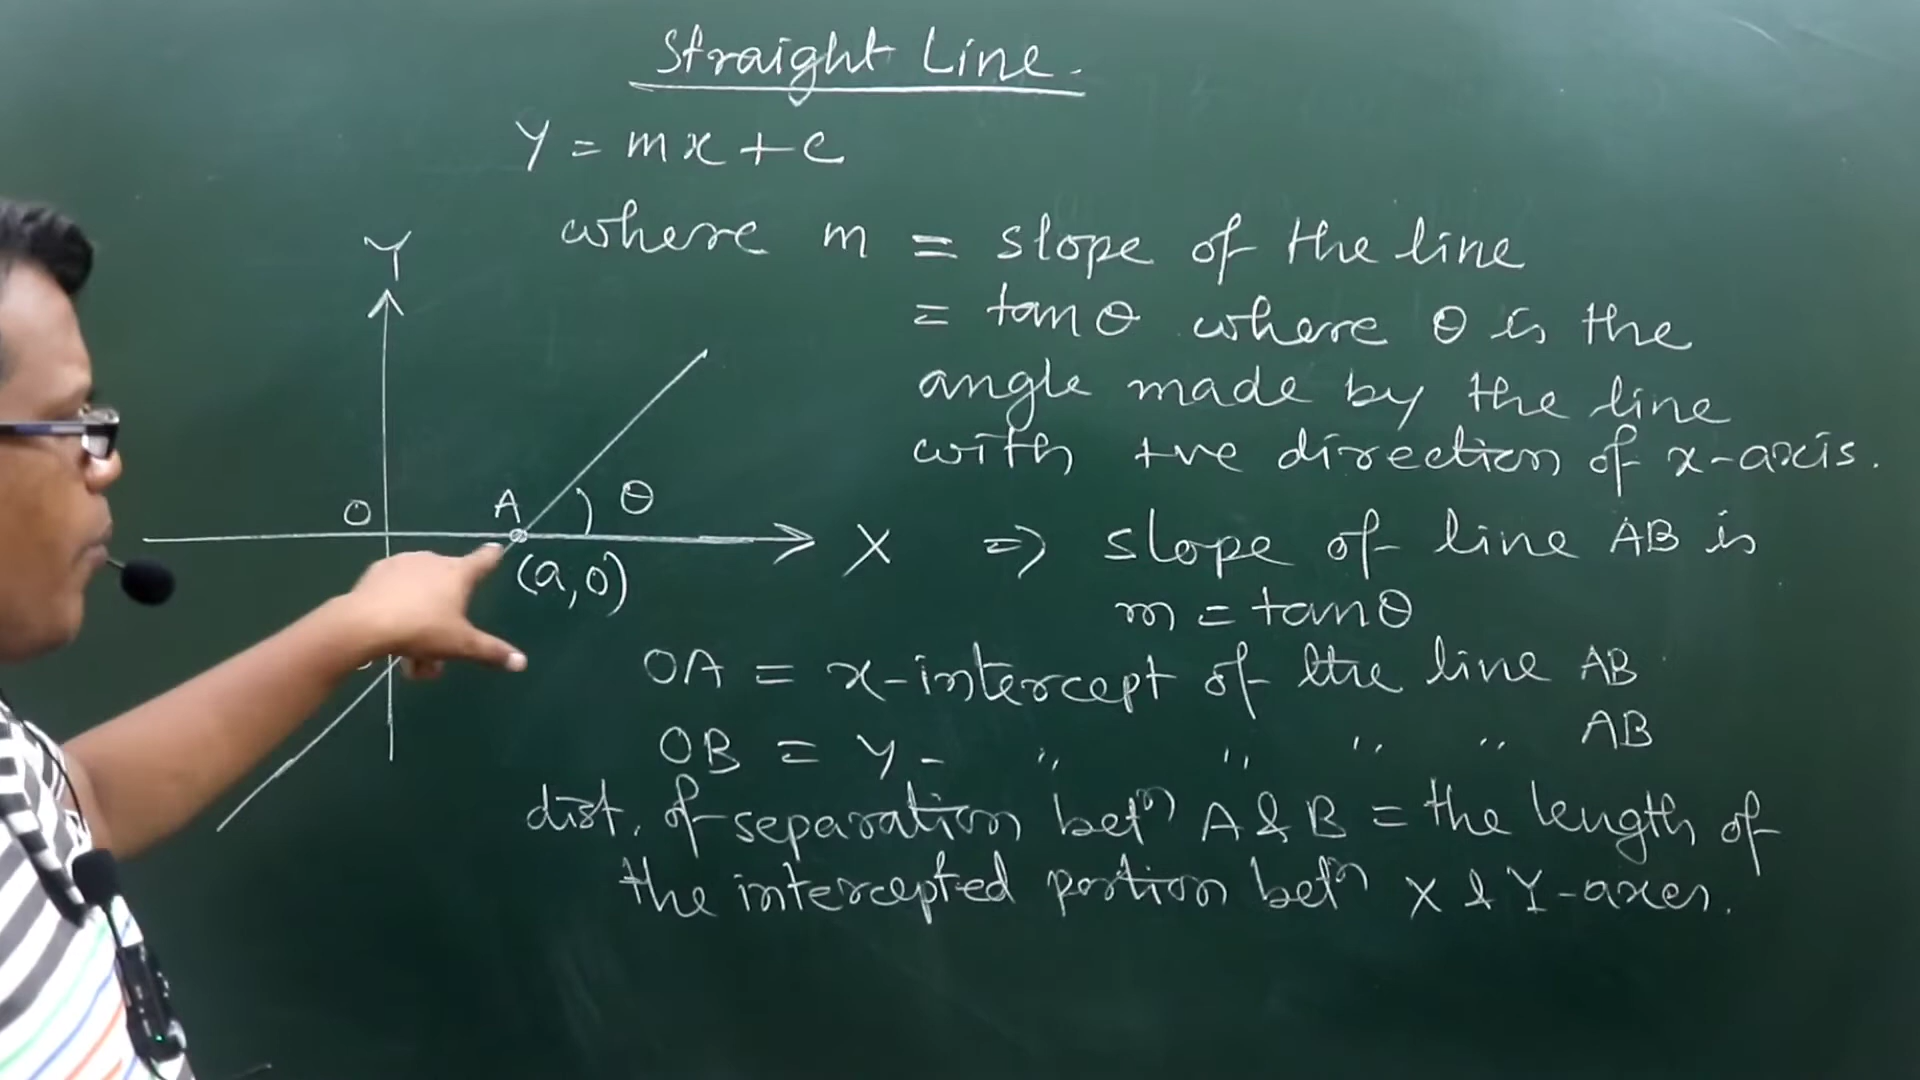 Straight Line.
Y = mx + c
where m = slope of the line
= tan θ where θ is the
angle made by the line
with +ve direction of x-axis.
Y
O
A
θ
X
(a, 0)
=> slope of line AB is
m = tan θ
OA = x-intercept of the line AB
OB = Y- " " " " AB
dist. of separation betn A & B = the length of
the intercepted portion betn X & Y-axes.